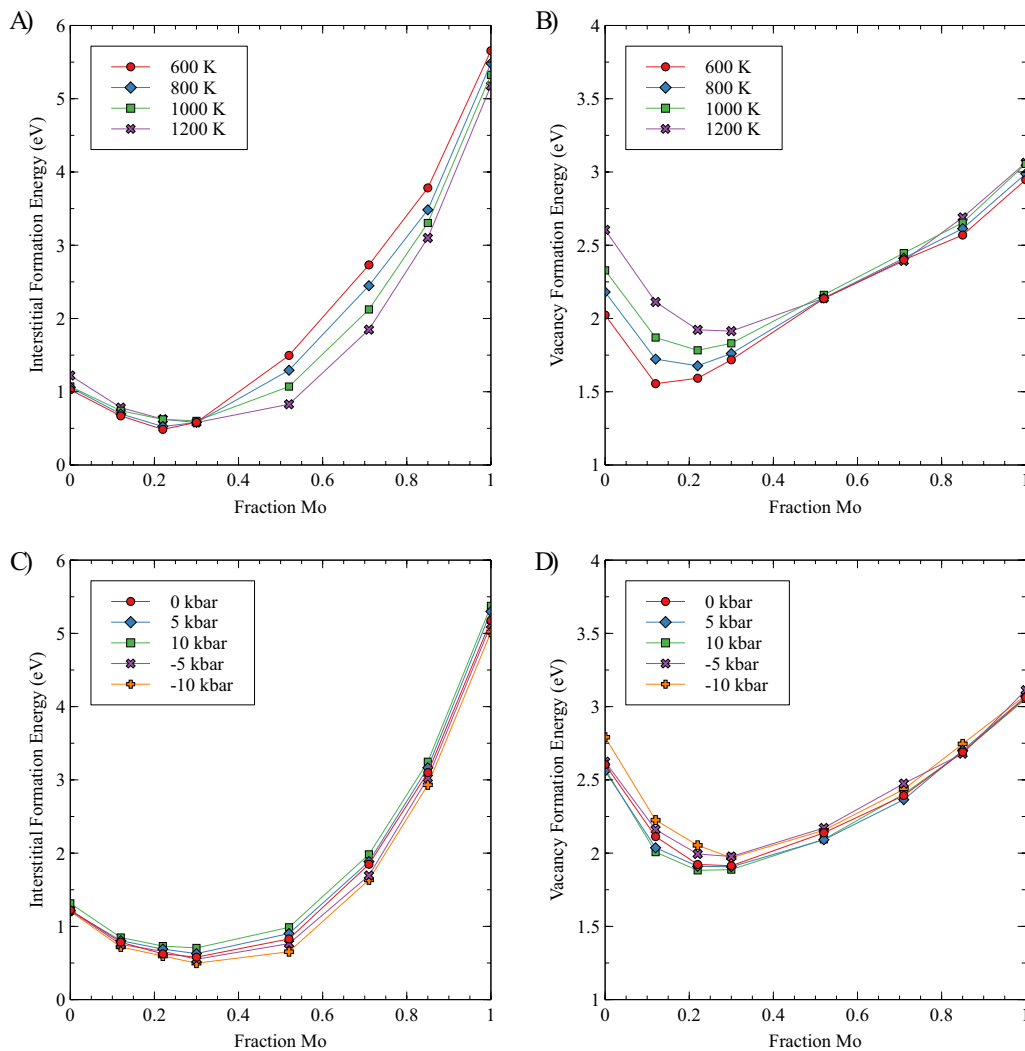 A)
6
5
4
3
2
1
0
Interstitial Formation Energy (eV)
600 K
800 K
1000 K
1200 K
0
0.2
0.4
0.6
0.8
1
Fraction Mo
B)
4
3.5
3
2.5
2
1.5
1
Vacancy Formation Energy (eV)
600 K
800 K
1000 K
1200 K
0
0.2
0.4
0.6
0.8
1
Fraction Mo
C)
6
5
4
3
2
1
0
Interstitial Formation Energy (eV)
0 kbar
5 kbar
10 kbar
-5 kbar
-10 kbar
0
0.2
0.4
0.6
0.8
1
Fraction Mo
D)
4
3.5
3
2.5
2
1.5
1
Vacancy Formation Energy (eV)
0 kbar
5 kbar
10 kbar
-5 kbar
-10 kbar
0
0.2
0.4
0.6
0.8
1
Fraction Mo